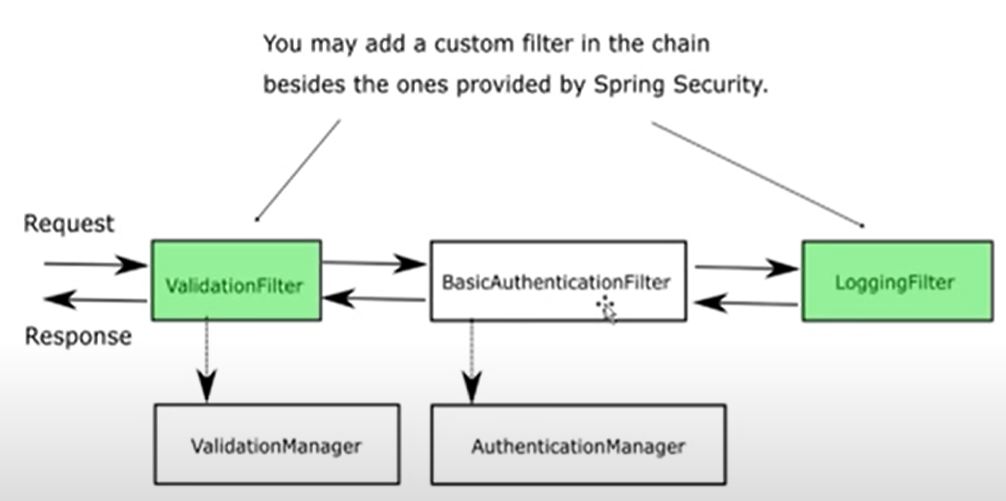 You may add a custom filter in the chain
besides the ones provided by Spring Security.
Request
ValidationFilter
BasicAuthenticationFilter
LoggingFilter
Response
ValidationManager
AuthenticationManager